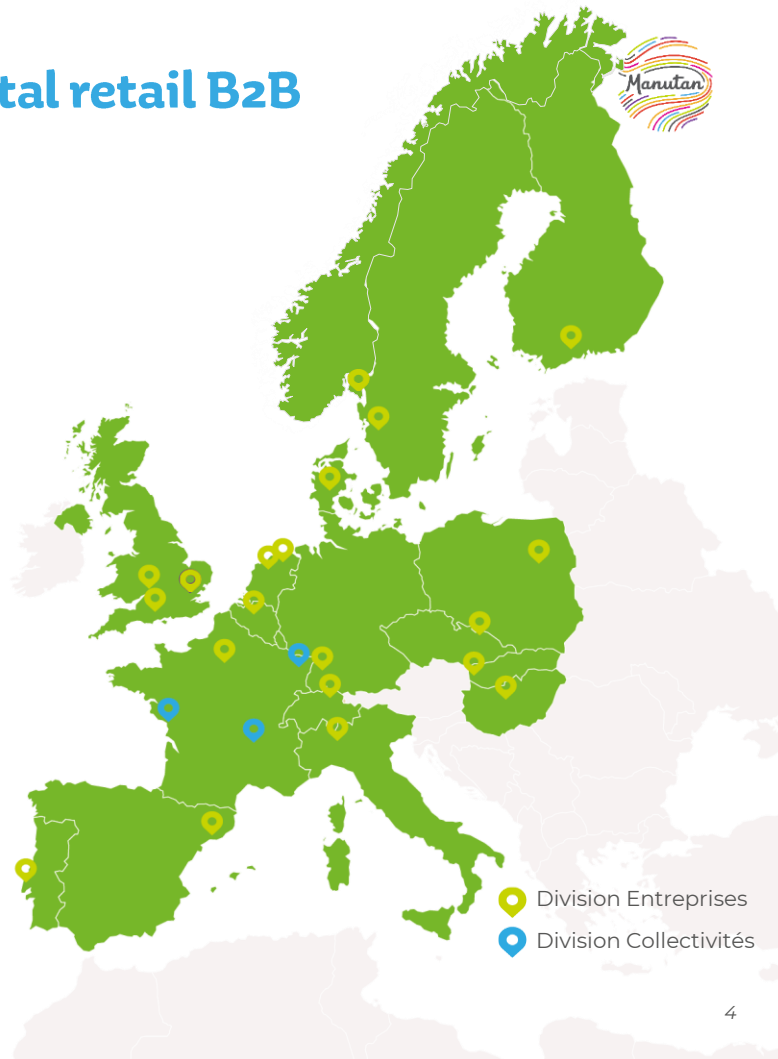 tal retail B2B
Manutan
Division Entreprises
Division Collectivités
4